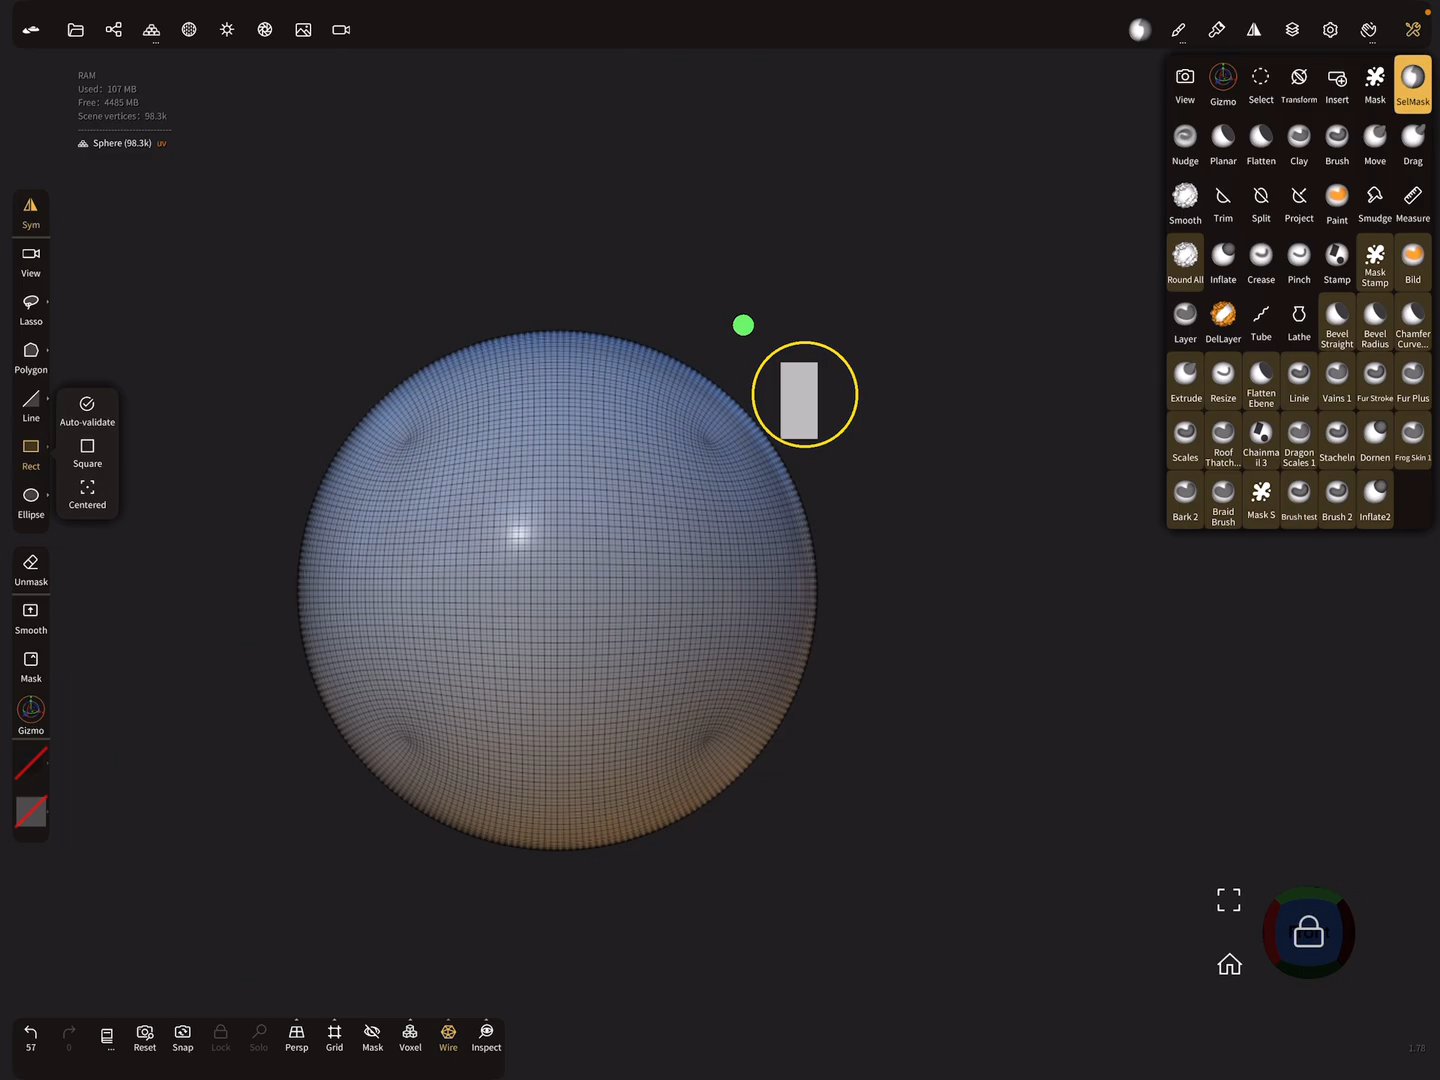 RAM
Used: 107 MB
Free: 4485 MB
Scene vertices: 98.3k
Sphere (98.3k) uv
Sym
View
Lasso
Polygon
Line
Rect
Ellipse
Auto-validate
Square
Centered
Unmask
Smooth
Mask
Gizmo
View Gizmo Select Transform Insert Mask SelMask
Nudge Planar Flatten Clay Brush Move Drag
Smooth Trim Split Project Paint Smudge Measure
Round All Inflate Crease Pinch Stamp Mask Stamp Bild
Layer DelLayer Tube Lathe Bevel Straight Bevel Radius Chamfer Curve...
Extrude Resize Flatten Ebene Linie Vains 1 Fur Stroke Fur Plus
Scales Roof Thatch... Chainma il 3 Dragon Scales 1 Stacheln Dornen Frog Skin 1
Bark 2 Braid Brush Mask S Brush test Brush 2 Inflate2
57 0 ... Reset Snap Lock Solo Persp Grid Mask Voxel Wire Inspect
1.78